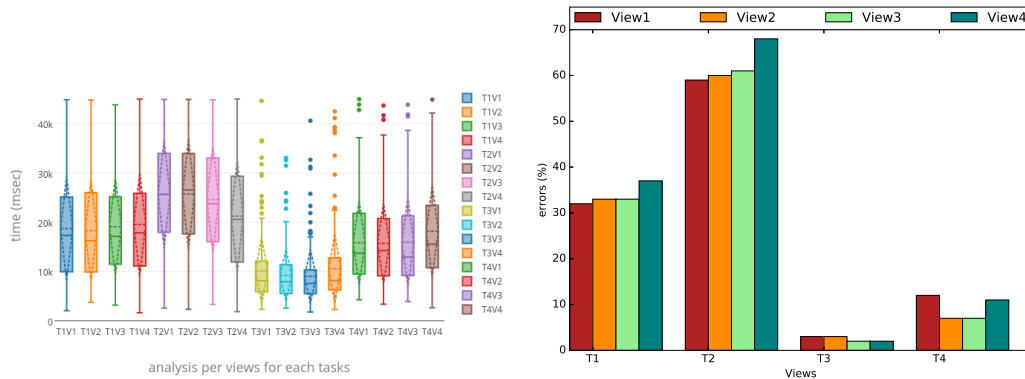 time (msec)
40k
30k
20k
10k
0
T1V1 T1V2 T1V3 T1V4 T2V1 T2V2 T2V3 T2V4 T3V1 T3V2 T3V3 T3V4 T4V1 T4V2 T4V3 T4V4
analysis per views for each tasks
T1V1
T1V2
T1V3
T1V4
T2V1
T2V2
T2V3
T2V4
T3V1
T3V2
T3V3
T3V4
T4V1
T4V2
T4V3
T4V4
View1 View2 View3 View4
errors (%)
70
60
50
40
30
20
10
0
T1 T2 T3 T4
Views